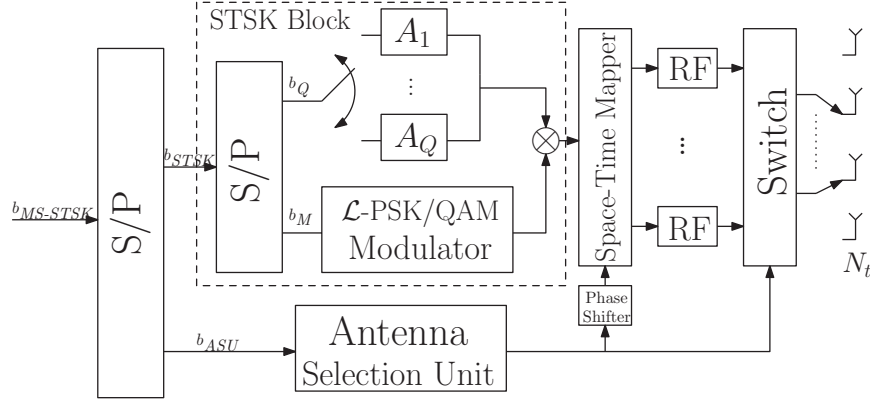 STSK Block
A1
...
AQ
bQ
bSTSK
S/P
bM
L-PSK/QAM
Modulator
bMS-STSK
S/P
Space-Time Mapper
RF
...
RF
Switch
Nt
Phase
Shifter
bASU
Antenna
Selection Unit